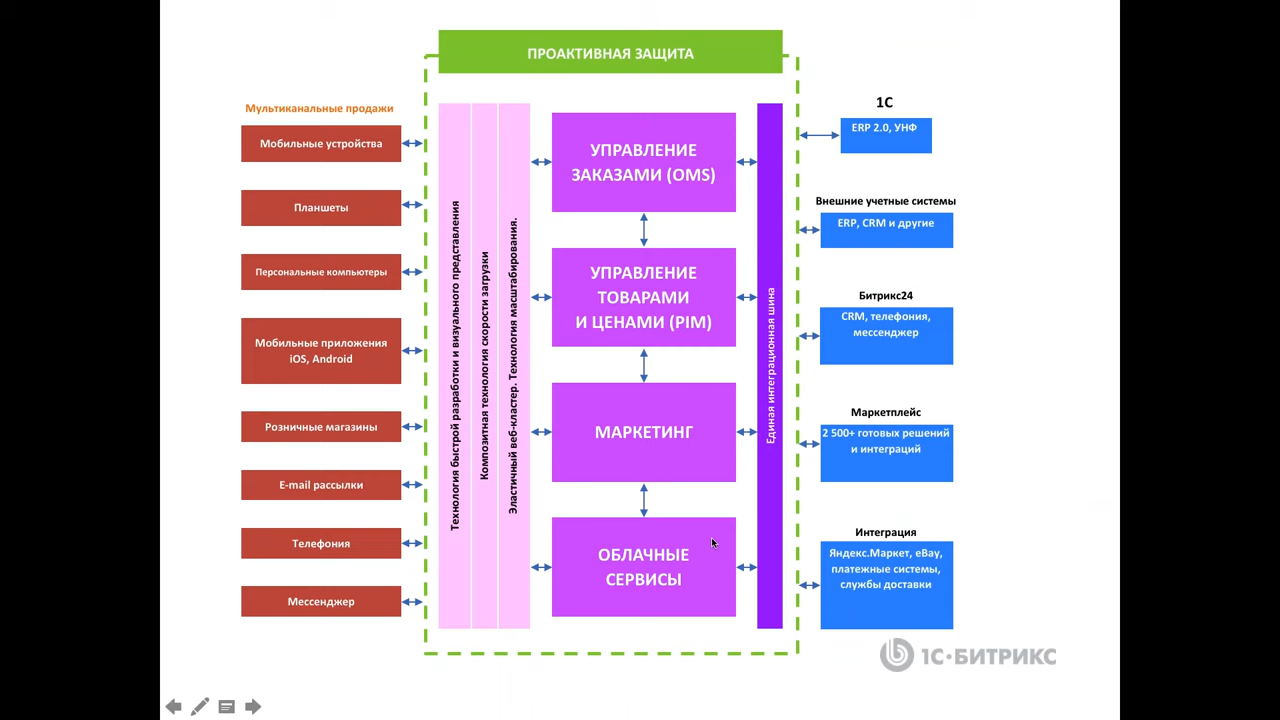 ПРОАКТИВНАЯ ЗАЩИТА
Мультиканальные продажи
Мобильные устройства
Планшеты
Персональные компьютеры
Мобильные приложения
iOS, Android
Розничные магазины
E-mail рассылки
Телефония
Мессенджер
Технология быстрой разработки и визуального представления
Композитная технология скорости загрузки
Эластичный веб-кластер. Технология масштабирования.
УПРАВЛЕНИЕ
ЗАКАЗАМИ (OMS)
УПРАВЛЕНИЕ
ТОВАРАМИ
И ЦЕНАМИ (PIM)
МАРКЕТИНГ
ОБЛАЧНЫЕ
СЕРВИСЫ
Единая интеграционная шина
1С
ERP 2.0, УНФ
Внешние учетные системы
ERP, CRM и другие
Битрикс24
CRM, телефония,
мессенджер
Маркетплейс
2 500+ готовых решений
и интеграций
Интеграция
Яндекс.Маркет, eBay,
платежные системы,
службы доставки
1С·БИТРИКС